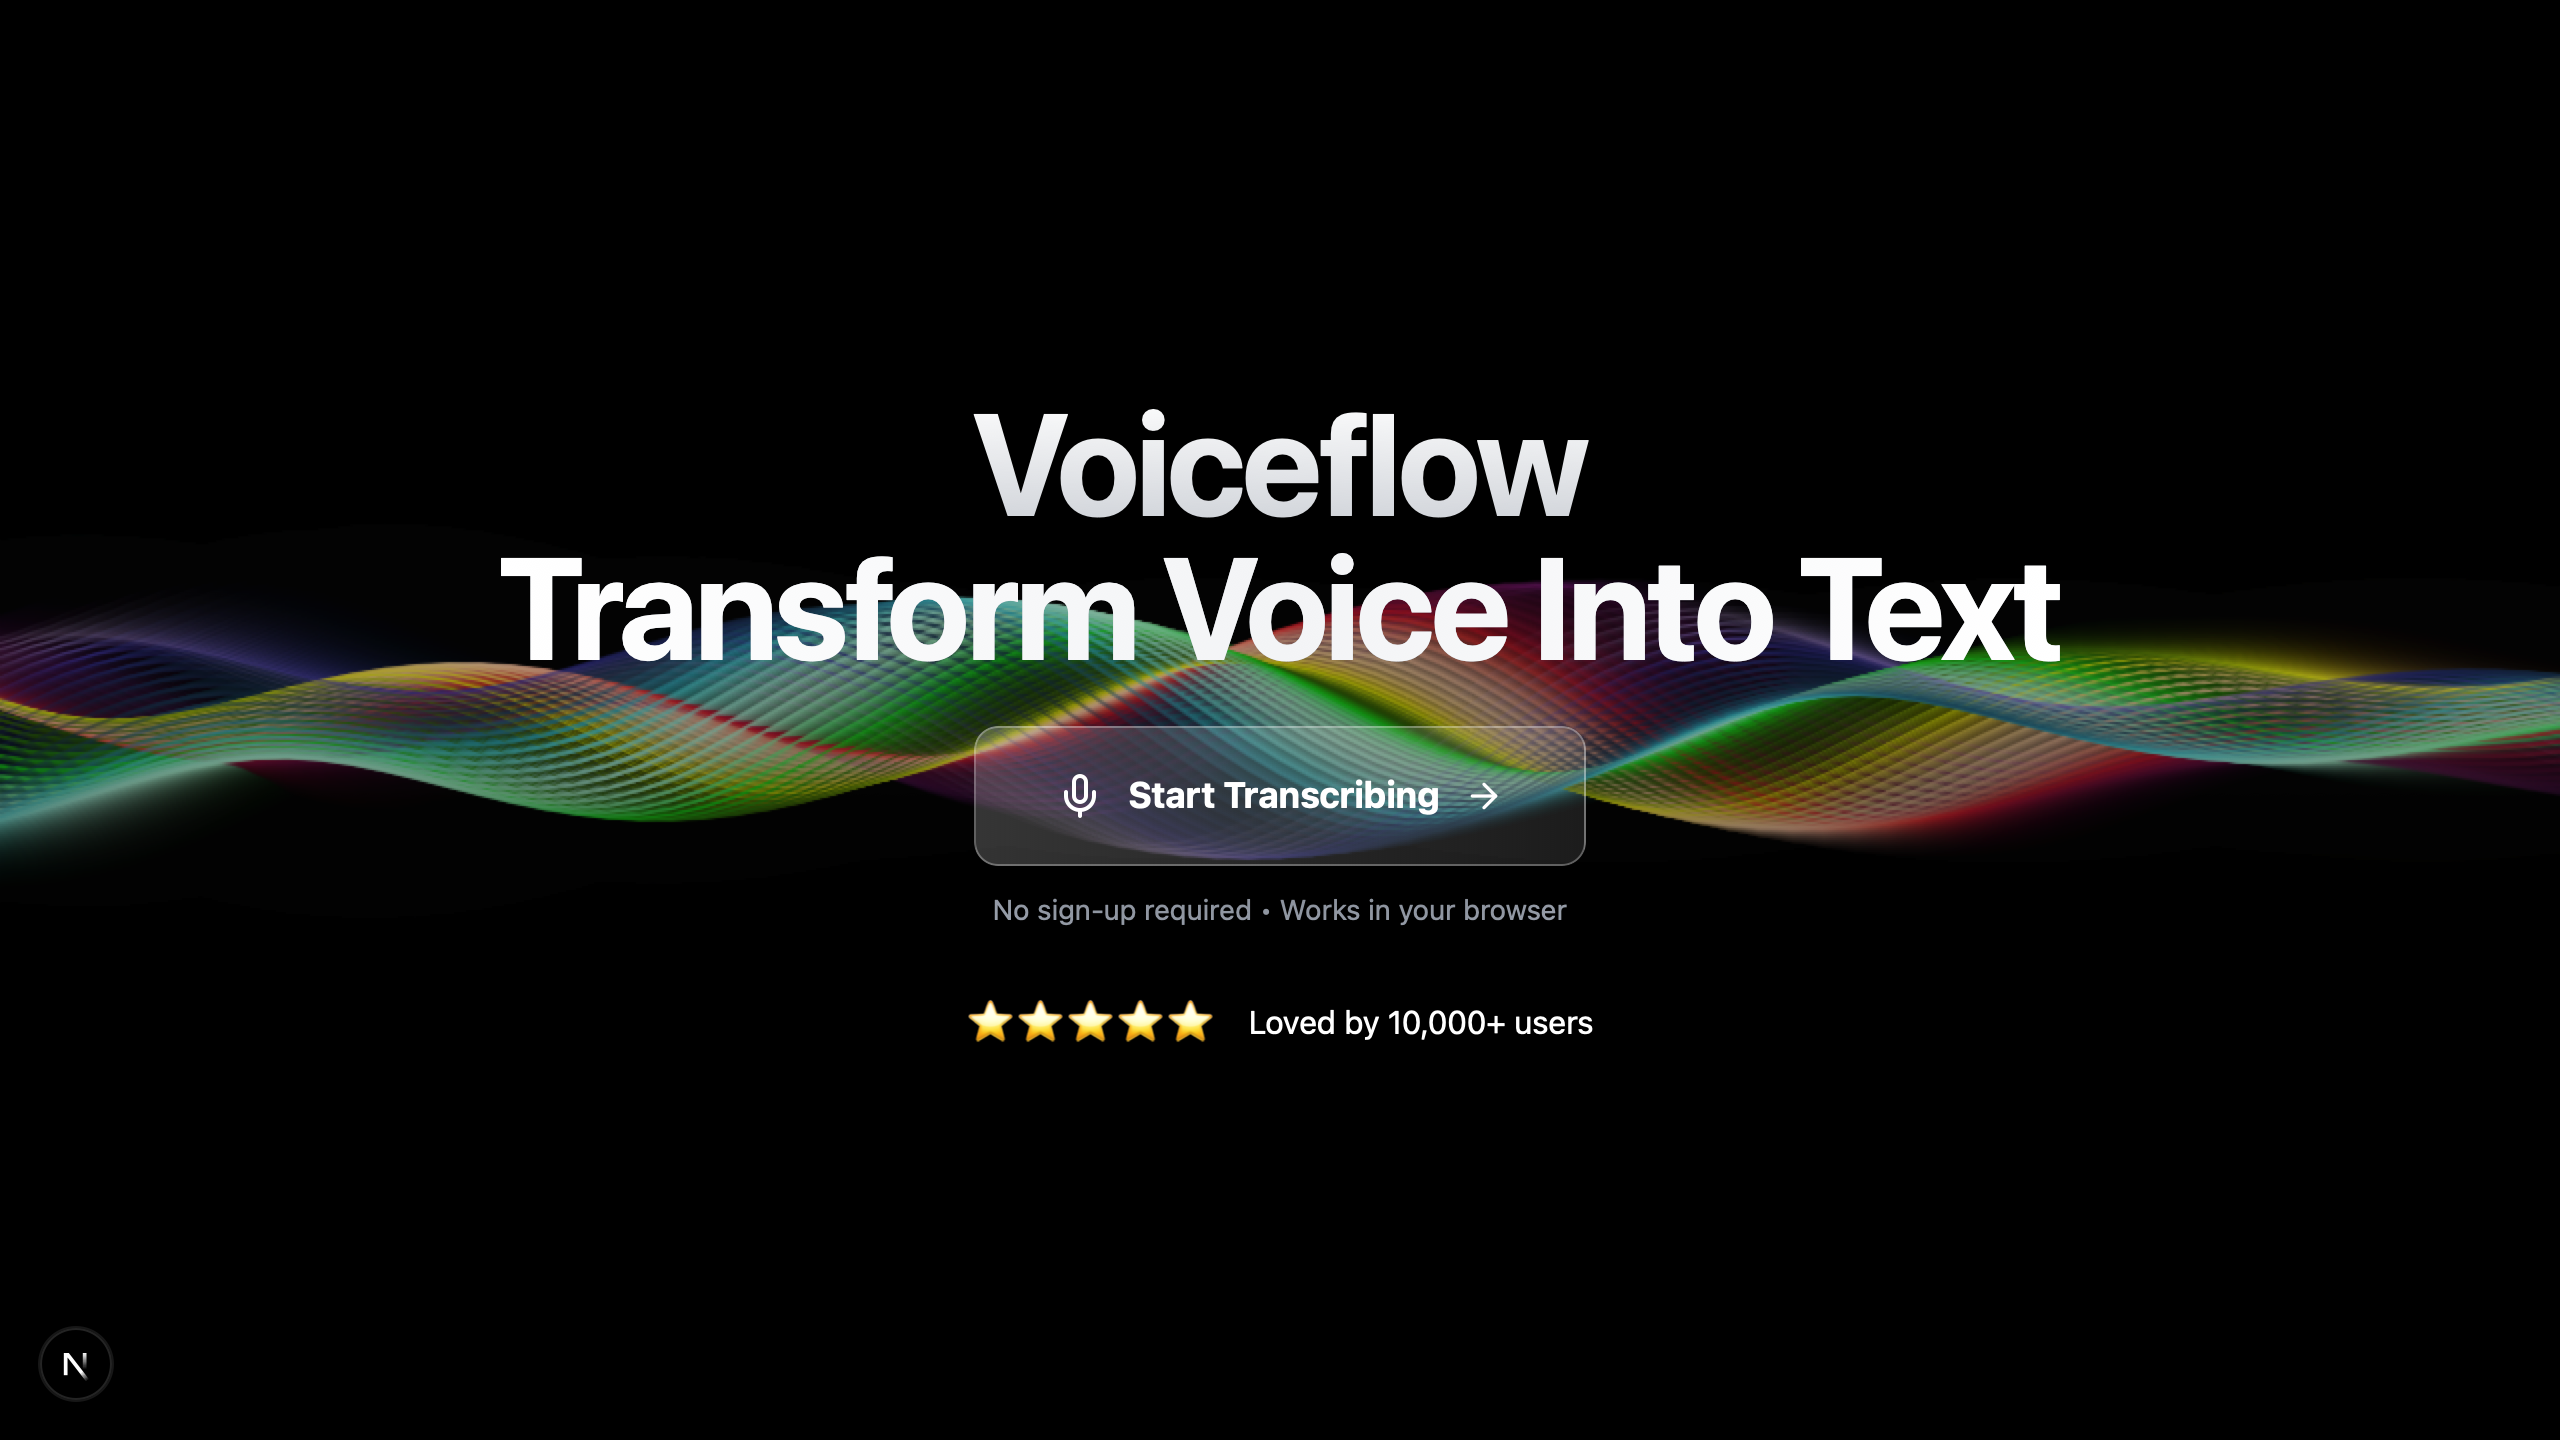 Voiceflow
Transform Voice Into Text
Start Transcribing →
No sign-up required • Works in your browser
⭐⭐⭐⭐⭐ Loved by 10,000+ users
N